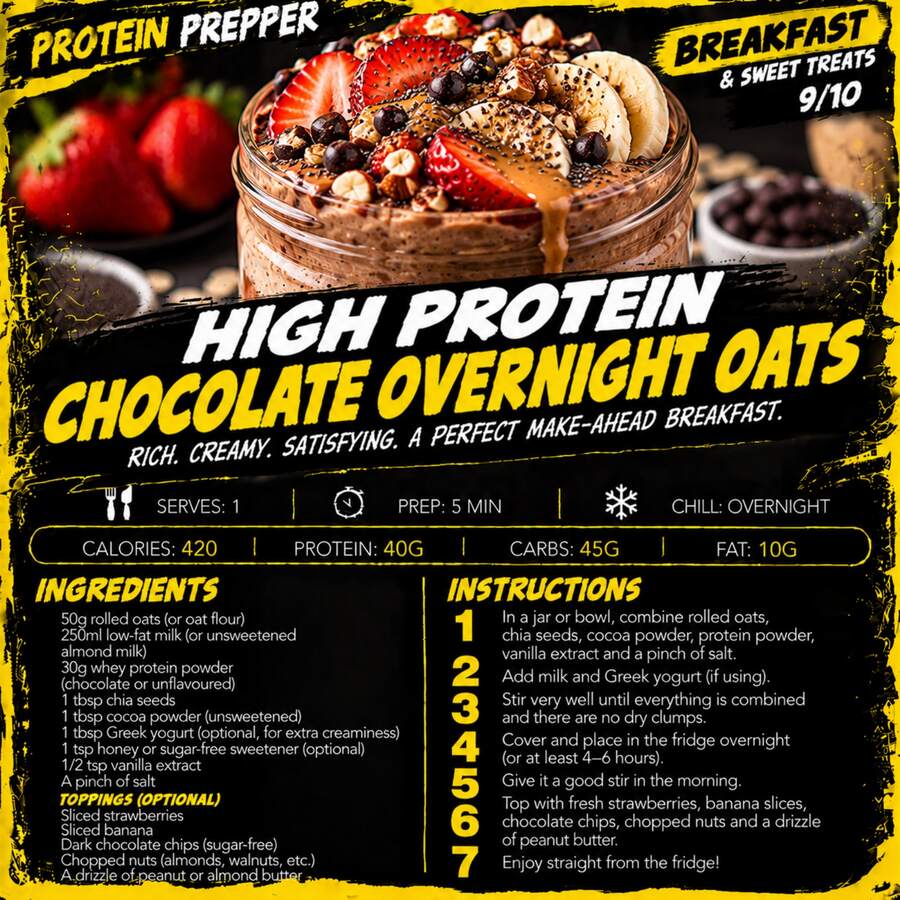 PROTEIN PREPPER
BREAKFAST
& SWEET TREATS
9/10
HIGH PROTEIN
CHOCOLATE OVERNIGHT OATS
RICH. CREAMY. SATISFYING. A PERFECT MAKE-AHEAD BREAKFAST.
SERVES: 1
PREP: 5 MIN
CHILL: OVERNIGHT
CALORIES: 420
PROTEIN: 40G
CARBS: 45G
FAT: 10G
INGREDIENTS
50g rolled oats (or oat flour)
250ml low-fat milk (or unsweetened
almond milk)
30g whey protein powder
(chocolate or unflavoured)
1 tbsp chia seeds
1 tbsp cocoa powder (unsweetened)
1 tbsp Greek yogurt (optional, for extra creaminess)
1 tsp honey or sugar-free sweetener (optional)
1/2 tsp vanilla extract
A pinch of salt
TOPPINGS (OPTIONAL)
Sliced strawberries
Sliced banana
Dark chocolate chips (sugar-free)
Chopped nuts (almonds, walnuts, etc.)
A drizzle of peanut or almond butter
INSTRUCTIONS
1 In a jar or bowl, combine rolled oats,
chia seeds, cocoa powder, protein powder,
vanilla extract and a pinch of salt.
2 Add milk and Greek yogurt (if using).
3 Stir very well until everything is combined
and there are no dry clumps.
4 Cover and place in the fridge overnight
(or at least 4–6 hours).
5 Give it a good stir in the morning.
6 Top with fresh strawberries, banana slices,
chocolate chips, chopped nuts and a drizzle
of peanut butter.
7 Enjoy straight from the fridge!